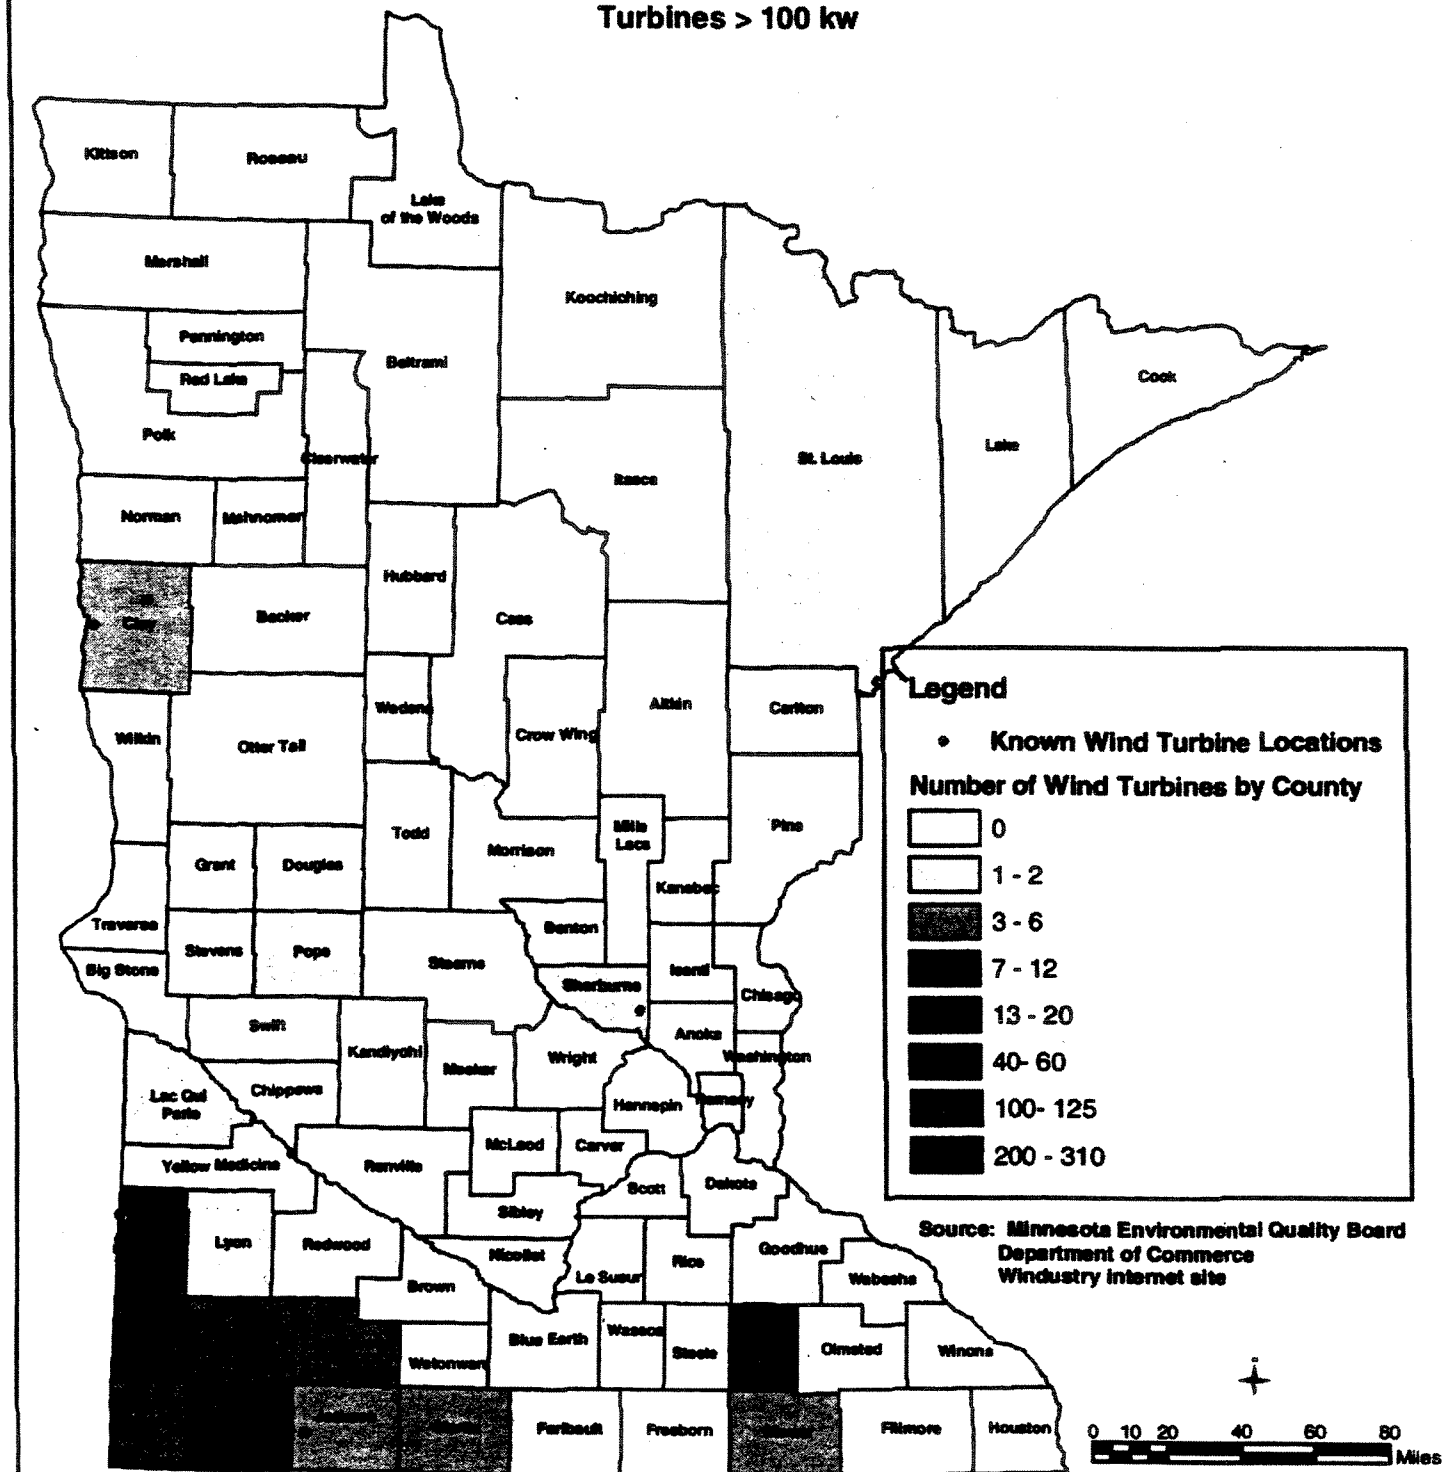 Turbines > 100 kw
Kittson
Roseau
Lake
of the Woods
Marshall
Koochiching
Pennington
Beltrami
Red Lake
Cook
Polk
Lake
Clearwater
St. Louis
Itasca
Norman
Mahnomen
Hubbard
Clay
Becker
Cass
Legend
Wadena
Aitkin
Carlton
Wilkin
Otter Tail
Crow Wing
Known Wind Turbine Locations
Number of Wind Turbines by County
0
1 - 2
3 - 6
7 - 12
13 - 20
40- 60
100- 125
200 - 310
Todd
Mille
Lacs
Pine
Grant
Douglas
Morrison
Kanabec
Traverse
Benton
Stevens
Pope
Stearns
Big Stone
Isanti
Sherburne
Chisago
Swift
Anoka
Kandiyohi
Wright
Washington
Meeker
Lac Qui
Parle
Chippewa
Hennepin
Ramsey
McLeod
Carver
Yellow Medicine
Renville
Scott
Dakota
Sibley
Lyon
Redwood
Nicollet
Goodhue
Rice
Le Sueur
Wabasha
Brown
Source: Minnesota Environmental Quality Board
Department of Commerce
Windustry internet site
Blue Earth
Waseca
Steele
Olmsted
Winona
Watonwan
Faribault
Freeborn
Fillmore
Houston
0 10 20 40 60 80
Miles